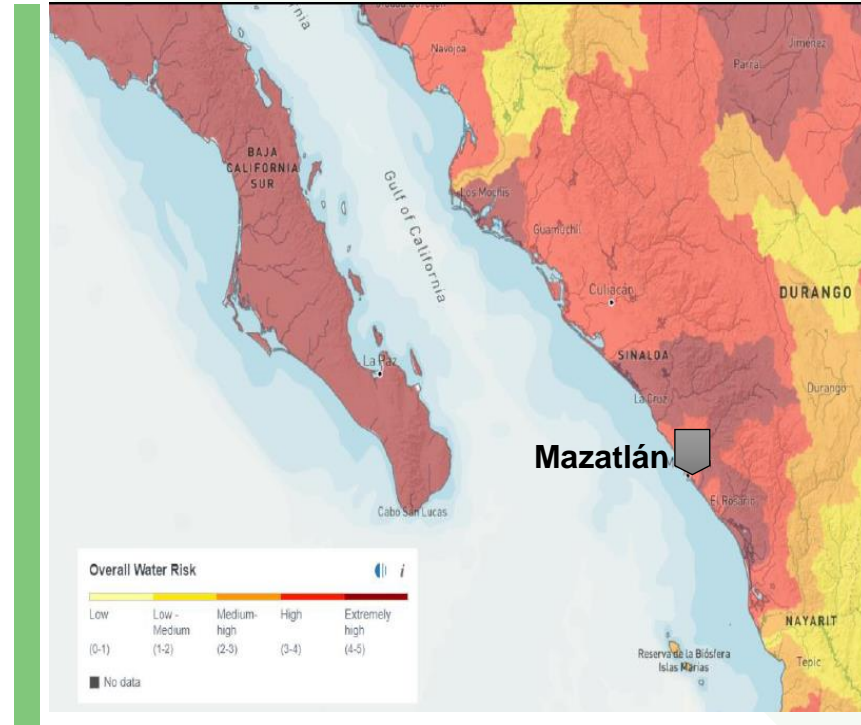 Navojoa
Jiménez
Parral
BAJA
CALIFORNIA
SUR
Los Mochis
Gulf of California
Guamúchil
Culiacán
DURANGO
SINALOA
La Paz
La Cruz
Durango
Mazatlán
El Rosario
Cabo San Lucas
Overall Water Risk
i
Low
Low -
Medium
Medium-
high
High
Extremely
high
(0-1)
(1-2)
(2-3)
(3-4)
(4-5)
No data
NAYARIT
Reserva de la Biósfera
Islas Marías
Tepic